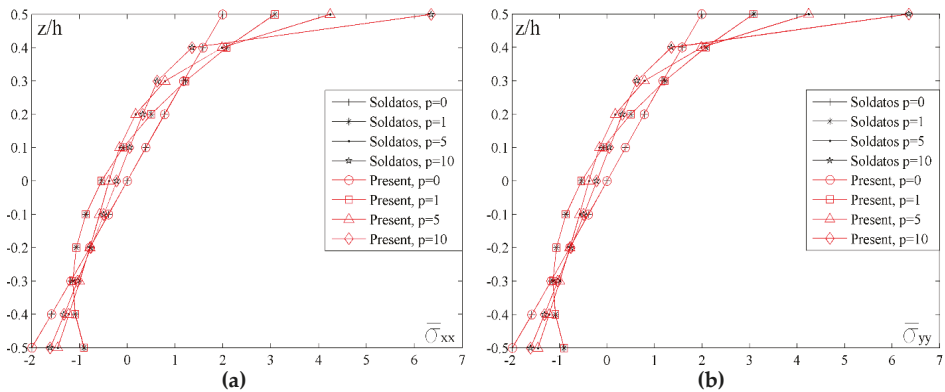 0.5
z/h
0.4
0.3
0.2
0.1
0
-0.1
-0.2
-0.3
-0.4
-0.5
-2 -1 0 1 2 3 4 5 6 7
Soldatos, p=0
Soldatos, p=1
Soldatos, p=5
Soldatos, p=10
Present, p=0
Present, p=1
Present, p=5
Present, p=10
σ̅xx
(a)
0.5
z/h
0.4
0.3
0.2
0.1
0
-0.1
-0.2
-0.3
-0.4
-0.5
-2 -1 0 1 2 3 4 5 6 7
Soldatos p=0
Soldatos, p=1
Soldatos, p=5
Soldatos, p=10
Present, p=0
Present, p=1
Present, p=5
Present, p=10
σ̅yy
(b)